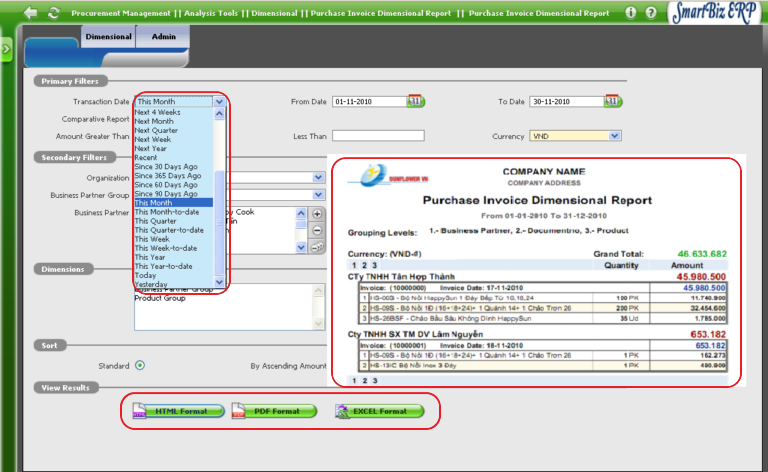 Procurement Management || Analysis Tools || Dimensional || Purchase Invoice Dimensional Report || Purchase Invoice Dimensional Report
SmartBiz ERP
Dimensional Admin
Primary Filters
Transaction Date This Month From Date 01-11-2010 31 To Date 30-11-2010 31
Comparative Report
Amount Greater Than Less Than Currency VND
Next 4 Weeks
Next Month
Next Quarter
Next Week
Next Year
Recent
Since 30 Days Ago
Since 365 Days Ago
Since 60 Days Ago
Since 90 Days Ago
This Month
This Month-to-date
This Quarter
This Quarter-to-date
This Week
This Week-to-date
This Year
This Year-to-date
Today
Yesterday
Secondary Filters
Organization
Business Partner Group
Business Partner
Cook
Dimensions
Business Partner Group
Product Group
Sort
Standard By Ascending Amount
View Results
HTML Format PDF Format EXCEL Format
SUNFLOWER VN
COMPANY NAME
COMPANY ADDRESS
Purchase Invoice Dimensional Report
From 01-01-2010 To 31-12-2010
Grouping Levels: 1.- Business Partner, 2.- Documentno, 3.- Product
Currency: (VND-đ) Grand Total: 46.633.682
1 2 3 Quantity Amount
CTy TNHH Tân Hợp Thành 45.980.500
Invoice: (10000000) Invoice Date: 17-11-2010 45.980.500
1 HS-00S - Bộ Nồi HappySun 1 Đáy Bếp Từ 16,18,24 100 PK 11.740.900
2 HS-09S - Bộ Nồi 1Đ (16+18+24)+ 1 Quánh 14+ 1 Chảo Trơn 26 200 PK 32.454.600
3 HS-26BSF - Chảo Bầu Sâu Không Dính HappySun 35 Ud 1.785.000
Cty TNHH SX TM DV Lâm Nguyễn 653.182
Invoice: (10000001) Invoice Date: 18-11-2010 653.182
1 HS-09S - Bộ Nồi 1Đ (16+18+24)+ 1 Quánh 14+ 1 Chảo Trơn 26 1 PK 162.273
2 HS-13IC Bộ Nồi Inox 3 Đáy 1 PK 490.909
1 2 3